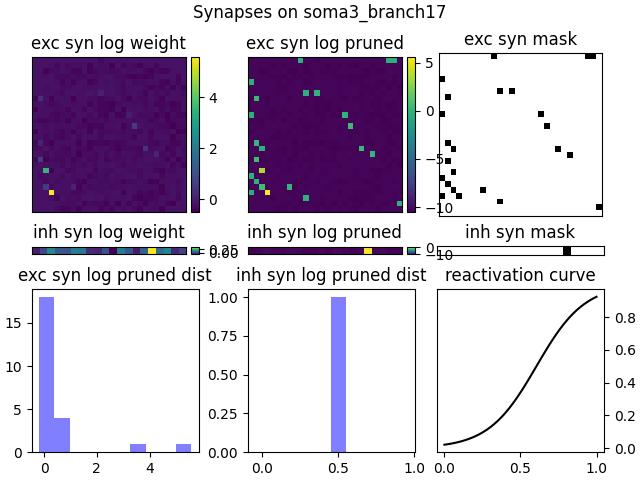 Synapses on soma3_branch17
exc syn log weight
exc syn log pruned
exc syn mask
4
2
0
5
0
−5
−10
inh syn log weight
inh syn log pruned
inh syn mask
0.25
0.00
0
−10
exc syn log pruned dist
inh syn log pruned dist
reactivation curve
15
10
5
0
0 2 4
1.00
0.75
0.50
0.25
0.00
0.0 0.5 1.0
0.8
0.6
0.4
0.2
0.0
0.0 0.5 1.0